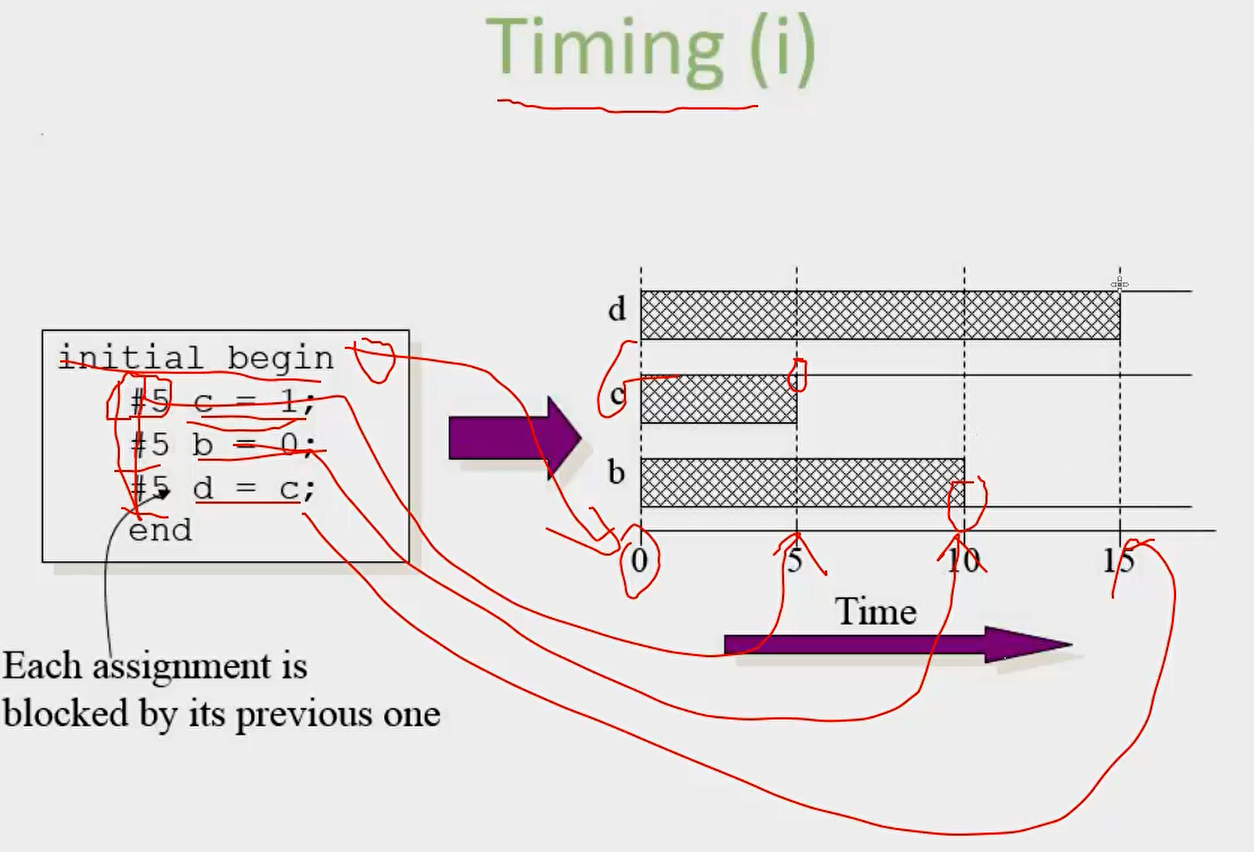 Timing (i)
initial begin
#5 c = 1;
#5 b = 0;
#5 d = c;
end
Each assignment is
blocked by its previous one
d
c
b
0 5 10 15
Time